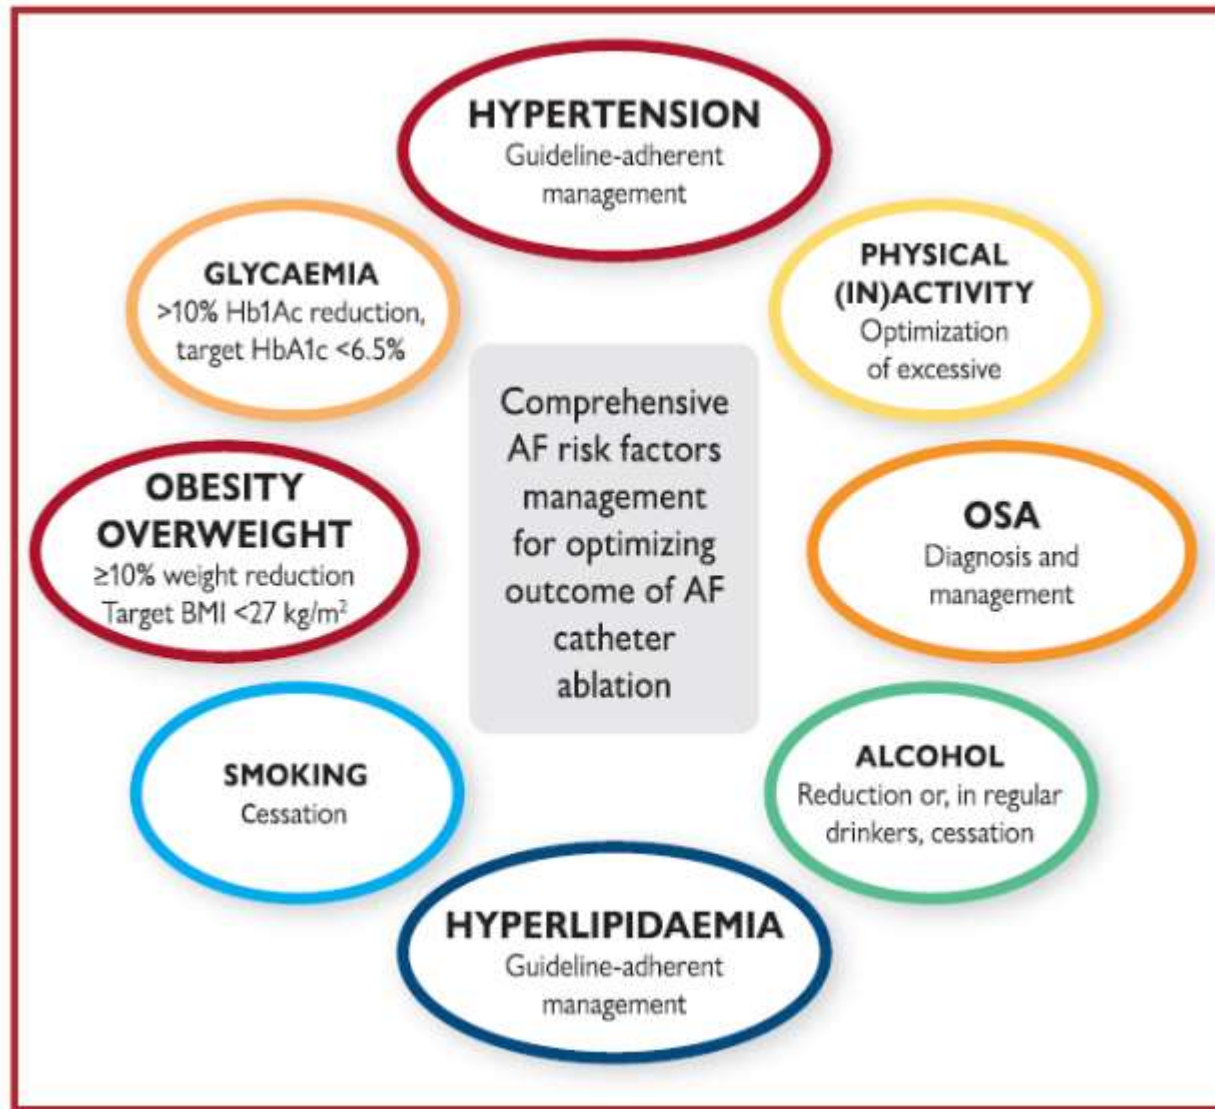 HYPERTENSION
Guideline-adherent
management
GLYCAEMIA
>10% Hb1Ac reduction,
target HbA1c <6.5%
PHYSICAL
(IN)ACTIVITY
Optimization
of excessive
Comprehensive
AF risk factors
management
for optimizing
outcome of AF
catheter
ablation
OBESITY
OVERWEIGHT
≥10% weight reduction
Target BMI <27 kg/m²
OSA
Diagnosis and
management
SMOKING
Cessation
ALCOHOL
Reduction or, in regular
drinkers, cessation
HYPERLIPIDAEMIA
Guideline-adherent
management